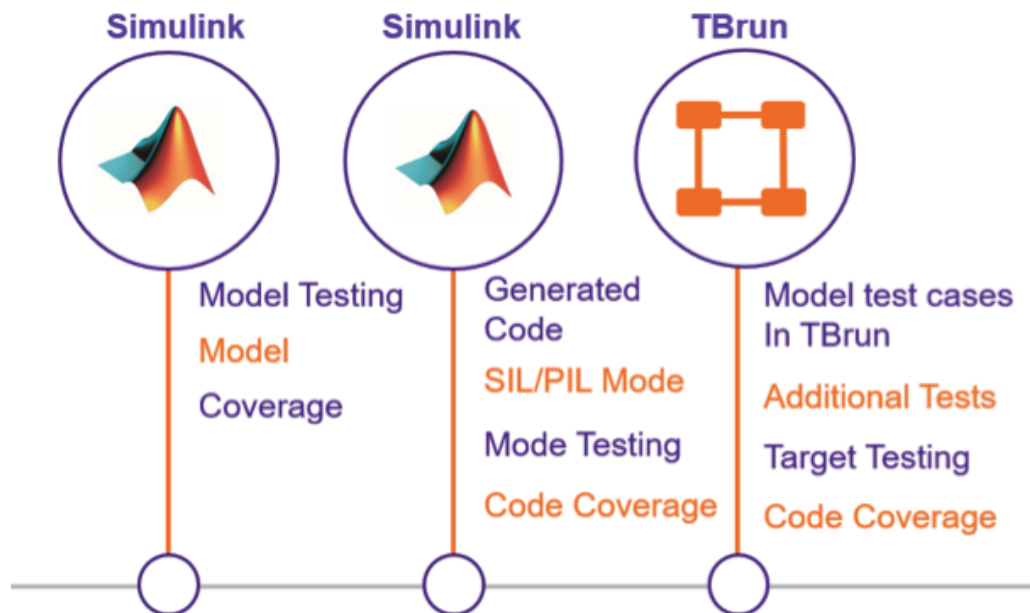 Simulink
Model Testing
Model
Coverage
Simulink
Generated
Code
SIL/PIL Mode
Mode Testing
Code Coverage
TBrun
Model test cases
In TBrun
Additional Tests
Target Testing
Code Coverage